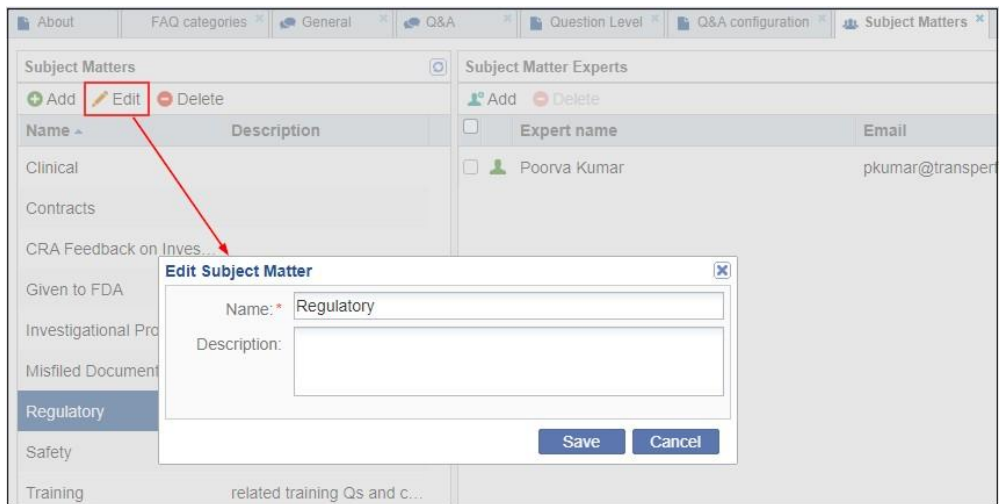 About FAQ categories General Q&A Question Level Q&A configuration Subject Matters
Subject Matters
Add Edit Delete
Name Description
Clinical
Contracts
CRA Feedback on Inves...
Given to FDA
Investigational Pro
Misfiled Document
Regulatory
Safety
Training related training Qs and c...
Subject Matter Experts
Add Delete
Expert name Email
Poorva Kumar pkumar@transperf
Edit Subject Matter
Name:* Regulatory
Description:
Save Cancel